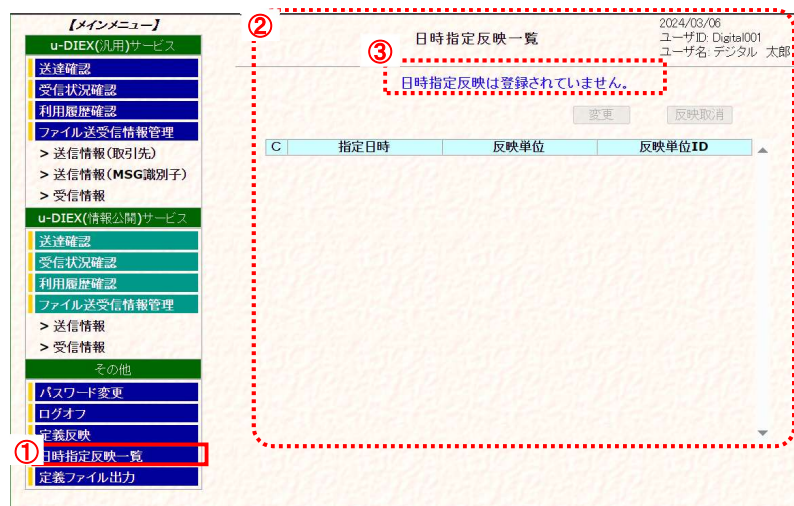 【メインメニュー】
u-DIEX(汎用)サービス
送達確認
受信状況確認
利用履歴確認
ファイル送受信情報管理
> 送信情報(取引先)
> 送信情報(MSG識別子)
> 受信情報
u-DIEX(情報公開)サービス
送達確認
受信状況確認
利用履歴確認
ファイル送受信情報管理
> 送信情報
> 受信情報
その他
パスワード変更
ログオフ
定義反映
① 日時指定反映一覧
定義ファイル出力
②
日時指定反映一覧
2024/03/06
ユーザID: Digital001
ユーザ名: デジタル 太郎
③
日時指定反映は登録されていません。
変更 反映取消
C 指定日時 反映単位 反映単位ID